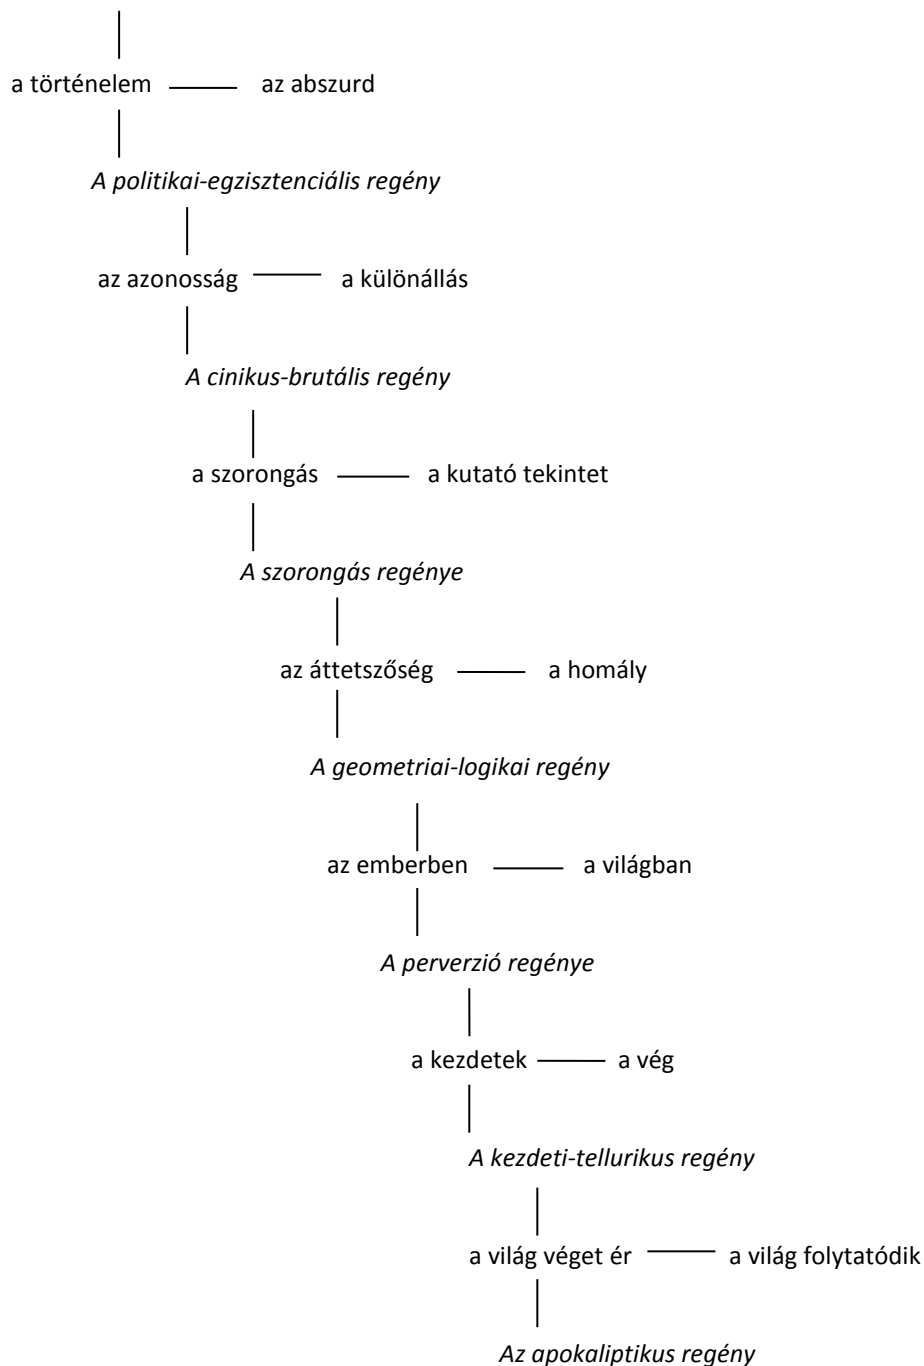 a történelem az abszurd
A politikai-egzisztenciális regény
az azonosság a különállás
A cinikus-brutális regény
a szorongás a kutató tekintet
A szorongás regénye
az áttetszőség a homály
A geometriai-logikai regény
az emberben a világban
A perverzió regénye
a kezdetek a vég
A kezdeti-tellurikus regény
a világ véget ér a világ folytatódik
Az apokaliptikus regény